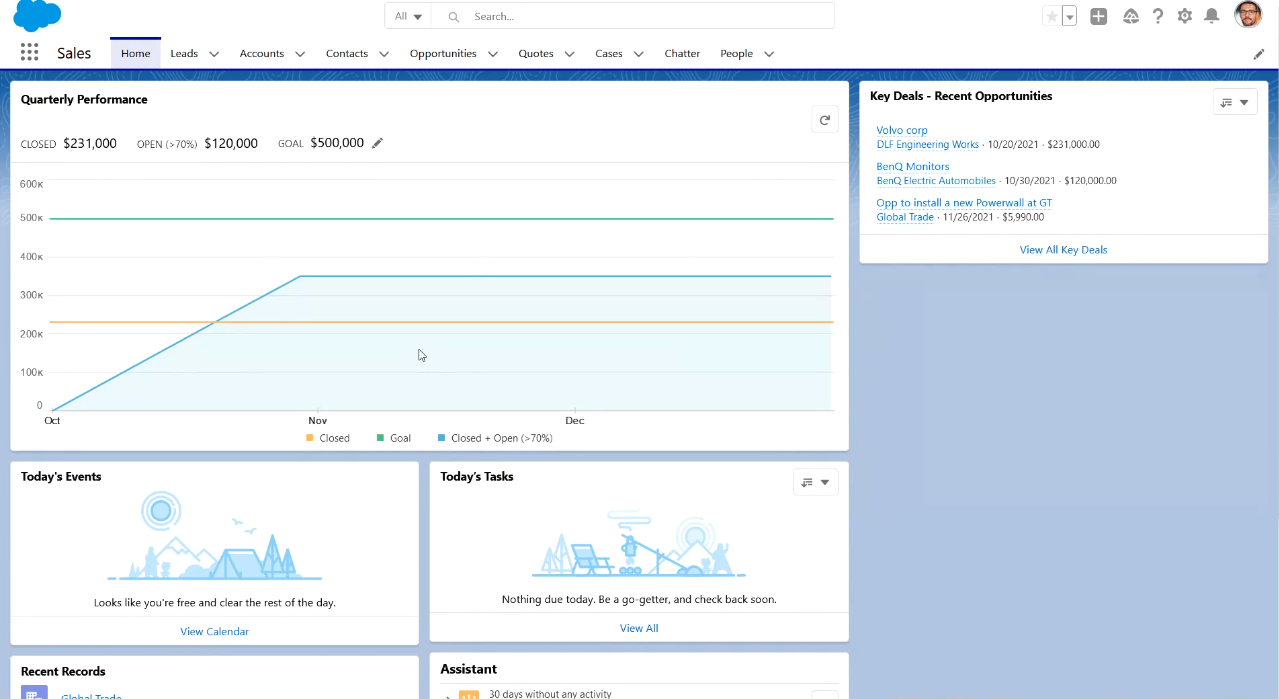 All
Search...
Sales
Home
Leads
Accounts
Contacts
Opportunities
Quotes
Cases
Chatter
People
Quarterly Performance
CLOSED $231,000 OPEN (>70%) $120,000 GOAL $500,000
600K
500K
400K
300K
200K
100K
0
Oct
Nov
Dec
Closed
Goal
Closed + Open (>70%)
Key Deals - Recent Opportunities
Volvo corp
DLF Engineering Works · 10/20/2021 · $231,000.00
BenQ Monitors
BenQ Electric Automobiles · 10/30/2021 · $120,000.00
Opp to install a new Powerwall at GT
Global Trade · 11/26/2021 · $5,990.00
View All Key Deals
Today's Events
Looks like you're free and clear the rest of the day.
View Calendar
Today's Tasks
Nothing due today. Be a go-getter, and check back soon.
View All
Recent Records
Global Trade
Assistant
30 days without any activity